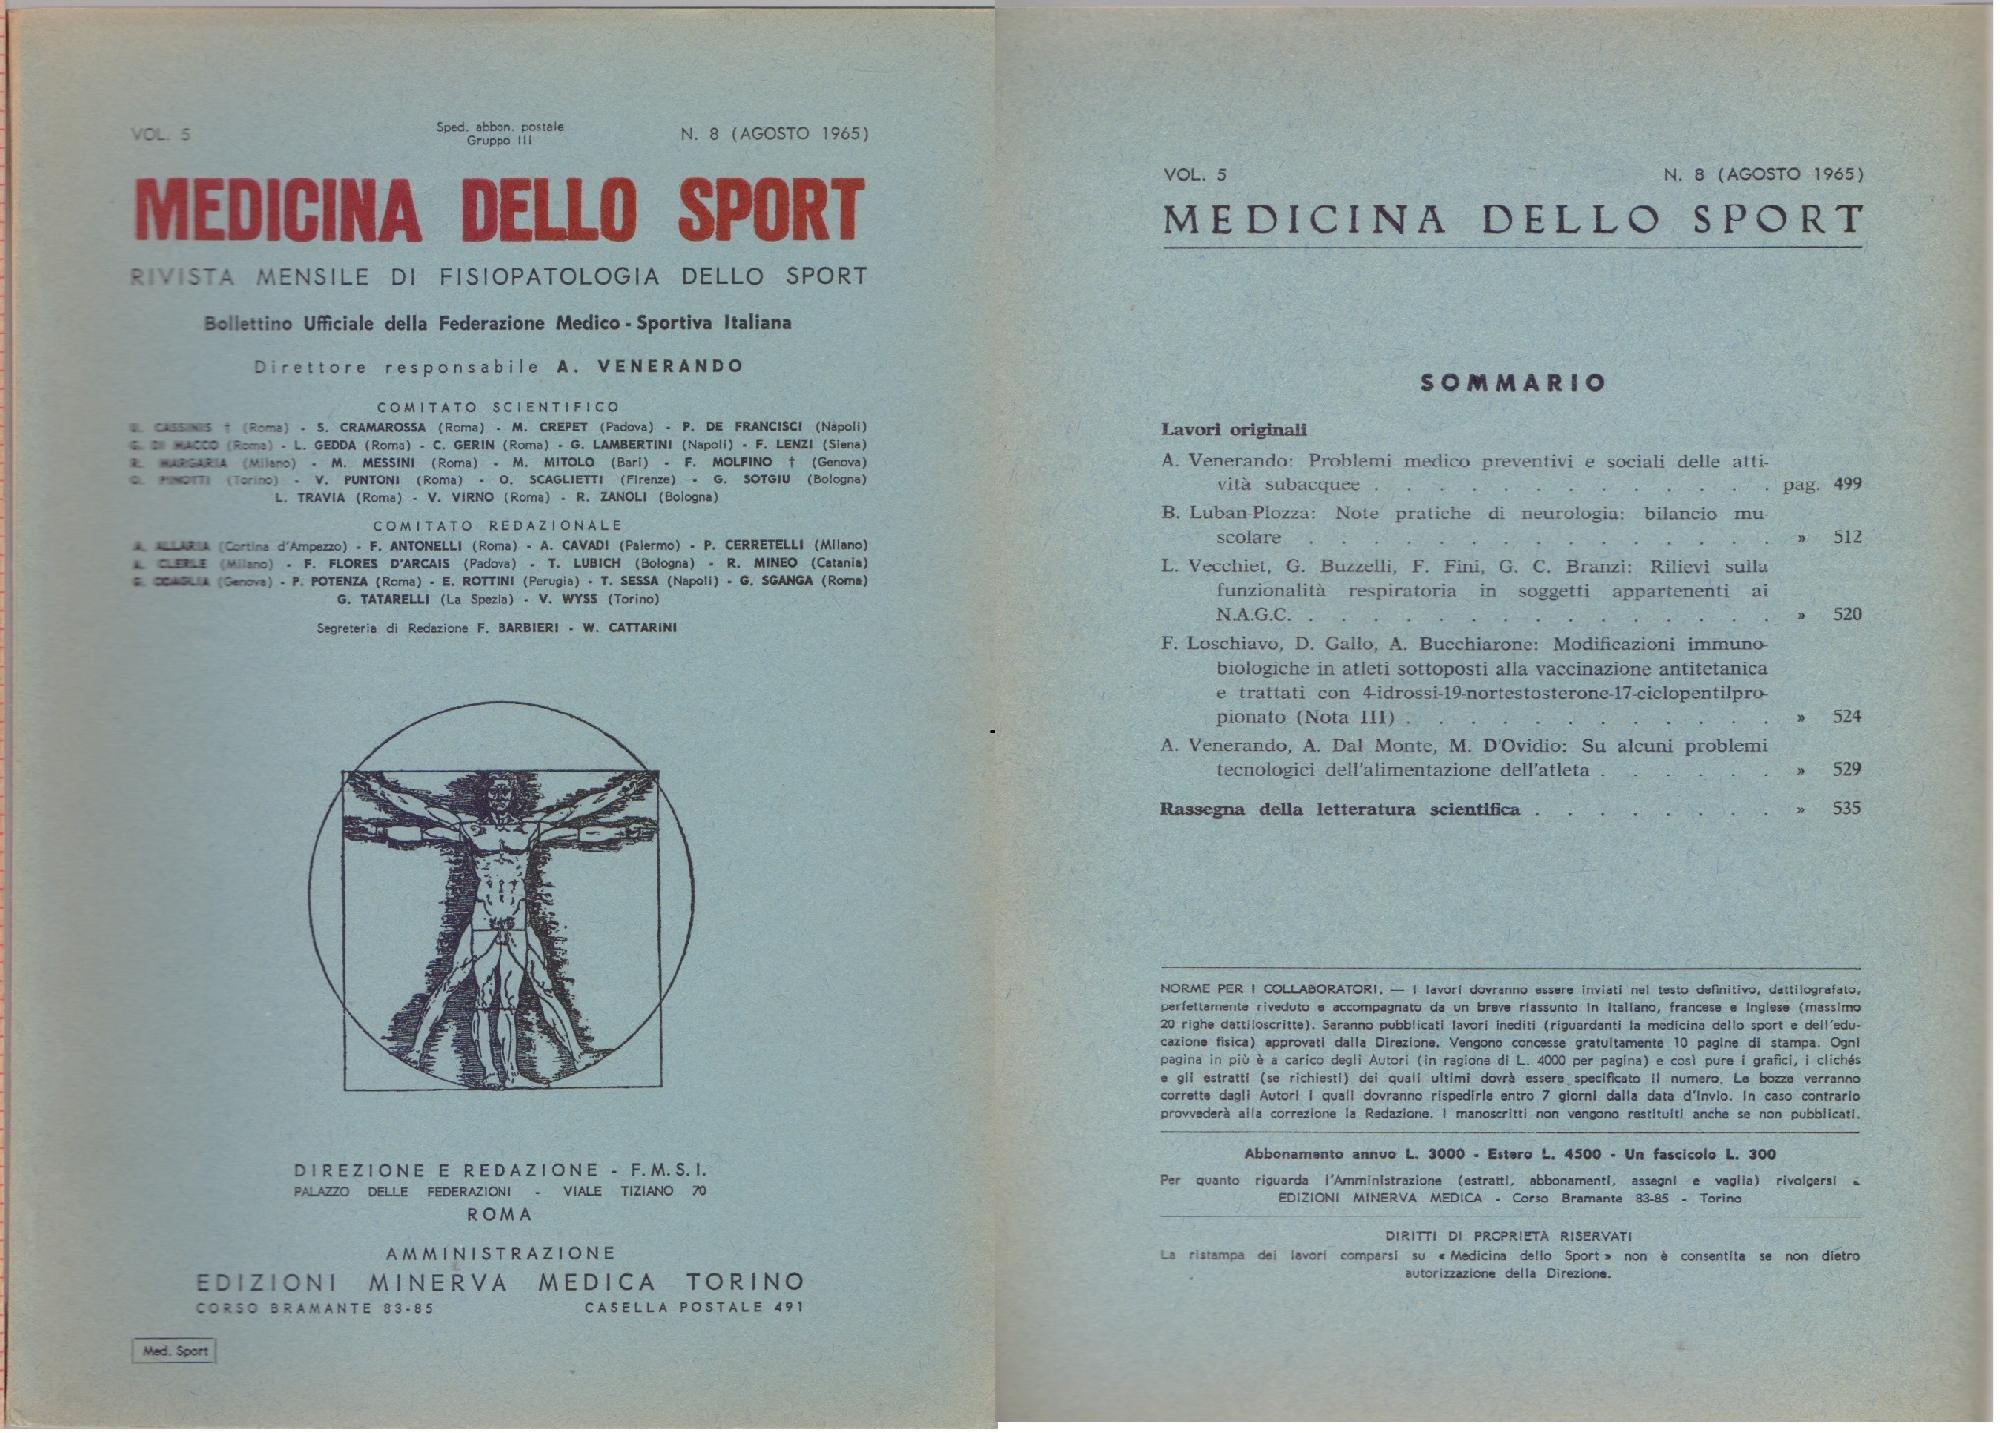 VOL. 5
Sped. abbon. postale
Gruppo III
N. 8 (AGOSTO 1965)
MEDICINA DELLO SPORT
RIVISTA MENSILE DI FISIOPATOLOGIA DELLO SPORT
Bollettino Ufficiale della Federazione Medico - Sportiva Italiana
Direttore responsabile A. VENERANDO
COMITATO SCIENTIFICO
CASSINIS † (Roma) - S. CRAMAROSSA (Roma) - M. CREPET (Padova) - P. DE FRANCISCI (Napoli)
G. DI MACCO (Roma) - L. GEDDA (Roma) - C. GERIN (Roma) - G. LAMBERTINI (Napoli) - F. LENZI (Siena)
R. MARGARIA (Milano) - M. MESSINI (Roma) - M. MITOLO (Bari) - F. MOLFINO † (Genova)
PINOTTI (Torino) - V. PUNTONI (Roma) - O. SCAGLIETTI (Firenze) - G. SOTGIU (Bologna)
L. TRAVIA (Roma) - V. VIRNO (Roma) - R. ZANOLI (Bologna)
COMITATO REDAZIONALE
A. ALLARIA (Cortina d'Ampezzo) - F. ANTONELLI (Roma) - A. CAVADI (Palermo) - P. CERRETELLI (Milano)
A. CLERLE (Milano) - F. FLORES D'ARCAIS (Padova) - T. LUBICH (Bologna) - R. MINEO (Catania)
G. ODAGLIA (Genova) - P. POTENZA (Roma) - E. ROTTINI (Perugia) - T. SESSA (Napoli) - G. SGANGA (Roma)
G. TATARELLI (La Spezia) - V. WYSS (Torino)
Segreteria di Redazione F. BARBIERI - W. CATTARINI
DIREZIONE E REDAZIONE - F.M.S.I.
PALAZZO DELLE FEDERAZIONI - VIALE TIZIANO 70
ROMA
AMMINISTRAZIONE
EDIZIONI MINERVA MEDICA TORINO
CORSO BRAMANTE 83-85
CASELLA POSTALE 491
Med. Sport
VOL. 5
N. 8 (AGOSTO 1965)
MEDICINA DELLO SPORT
SOMMARIO
Lavori originali
A. Venerando: Problemi medico preventivi e sociali delle atti-
vità subacquee . . . . . . . . . . . . . . pag. 499
B. Luban-Plozza: Note pratiche di neurologia: bilancio mu-
scolare . . . . . . . . . . . . . . . . » 512
L. Vecchiet, G. Buzzelli, F. Fini, G. C. Branzi: Rilievi sulla
funzionalità respiratoria in soggetti appartenenti ai
N.A.G.C. . . . . . . . . . . . . . . . » 520
F. Loschiavo, D. Gallo, A. Bucchiarone: Modificazioni immuno-
biologiche in atleti sottoposti alla vaccinazione antitetanica
e trattati con 4-idrossi-19-nortestosterone-17-ciclopentilpro-
pionato (Nota III) . . . . . . . . . . . . » 524
A. Venerando, A. Dal Monte, M. D'Ovidio: Su alcuni problemi
tecnologici dell'alimentazione dell'atleta . . . . . . » 529
Rassegna della letteratura scientifica . . . . . . . . » 535
NORME PER I COLLABORATORI. — I lavori dovranno essere inviati nel testo definitivo, dattilografato,
perfettamente riveduto e accompagnato da un breve riassunto in italiano, francese e inglese (massimo
20 righe dattiloscritte). Saranno pubblicati lavori inediti (riguardanti la medicina dello sport e dell'edu-
cazione fisica) approvati dalla Direzione. Vengono concesse gratuitamente 10 pagine di stampa. Ogni
pagina in più è a carico degli Autori (in ragione di L. 4000 per pagina) e così pure i grafici, i clichés
e gli estratti (se richiesti) dei quali ultimi dovrà essere specificato il numero. Le bozze verranno
corrette dagli Autori i quali dovranno rispedirle entro 7 giorni dalla data d'invio. In caso contrario
provvederà alla correzione la Redazione. I manoscritti non vengono restituiti anche se non pubblicati.
Abbonamento annuo L. 3000 - Estero L. 4500 - Un fascicolo L. 300
Per quanto riguarda l'Amministrazione (estratti, abbonamenti, assegni e vaglia) rivolgersi a
EDIZIONI MINERVA MEDICA - Corso Bramante 83-85 - Torino
DIRITTI DI PROPRIETÀ RISERVATI
La ristampa dei lavori comparsi su « Medicina dello Sport » non è consentita se non dietro
autorizzazione della Direzione.